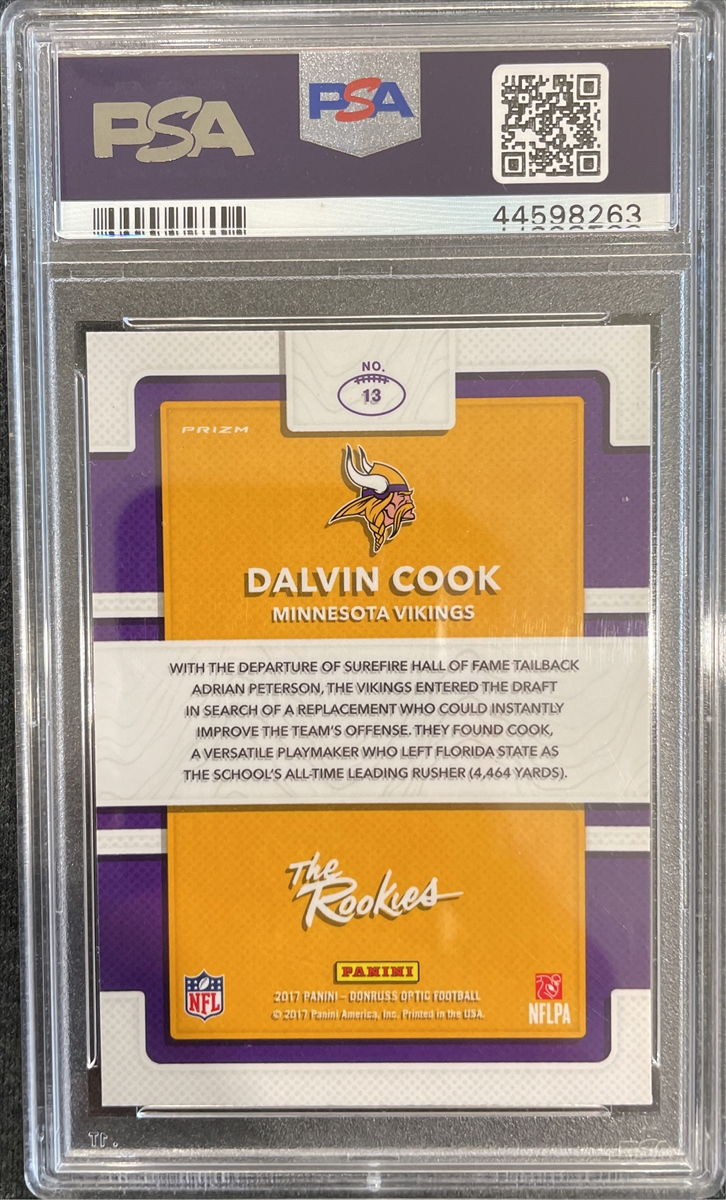 PSA
PSA
44598263
NO.
13
PRIZM
DALVIN COOK
MINNESOTA VIKINGS
WITH THE DEPARTURE OF SUREFIRE HALL OF FAME TAILBACK
ADRIAN PETERSON, THE VIKINGS ENTERED THE DRAFT
IN SEARCH OF A REPLACEMENT WHO COULD INSTANTLY
IMPROVE THE TEAM'S OFFENSE. THEY FOUND COOK,
A VERSATILE PLAYMAKER WHO LEFT FLORIDA STATE AS
THE SCHOOL'S ALL-TIME LEADING RUSHER (4,464 YARDS).
The
Rookies
PANINI
NFL
2017 PANINI – DONRUSS OPTIC FOOTBALL
© 2017 Panini America, Inc. Printed in the USA.
NFLPA